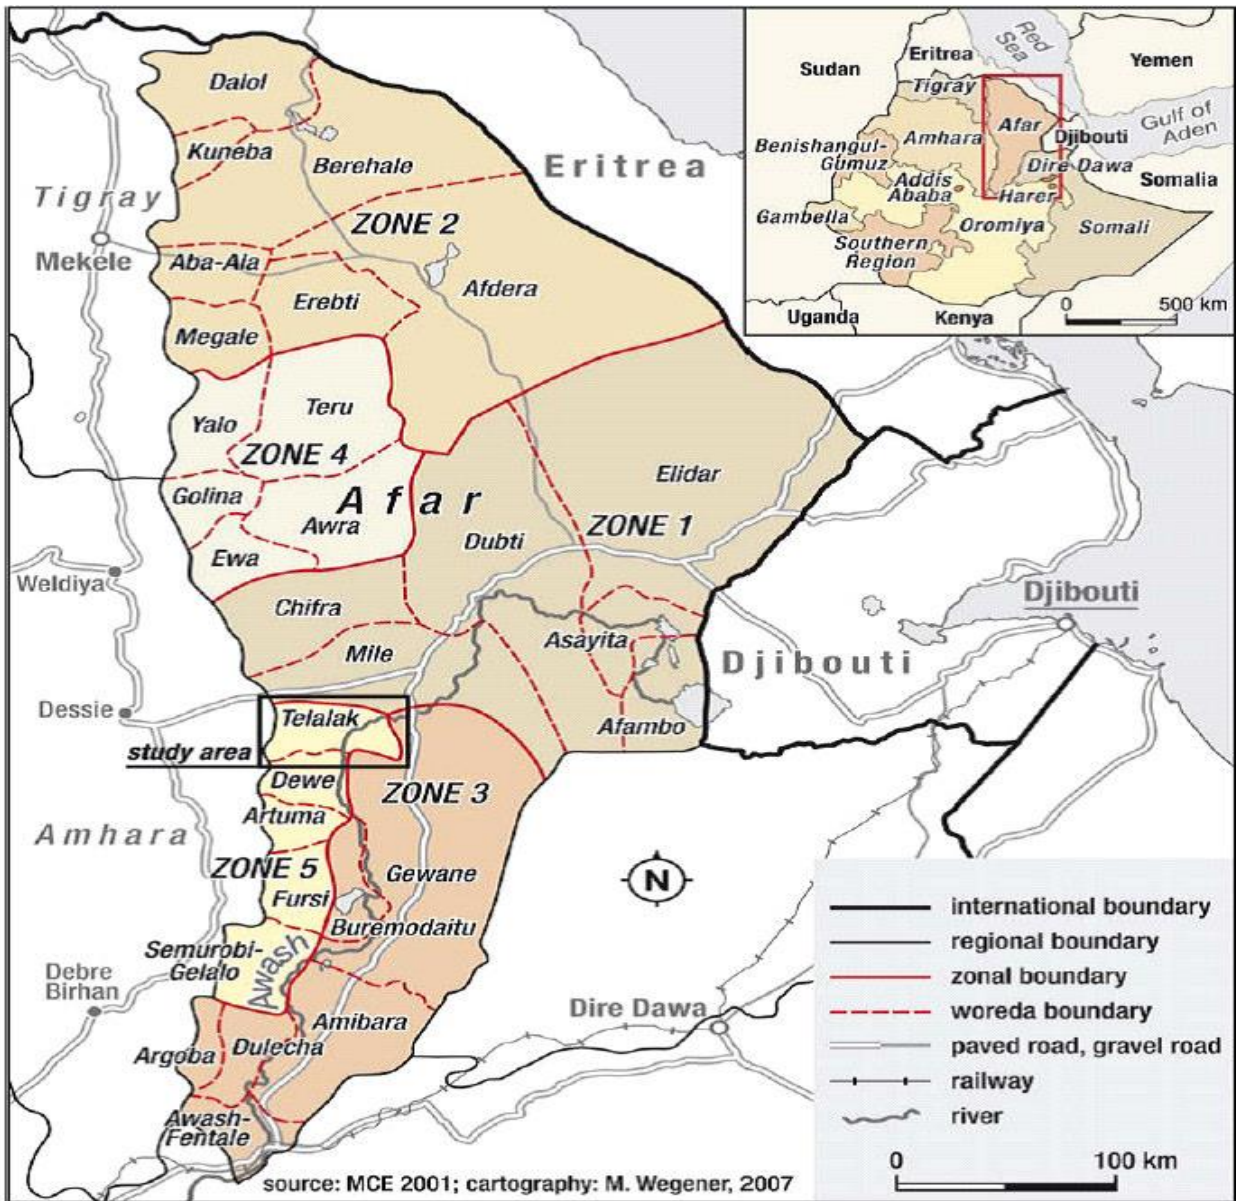 Dalol
Kuneba
Berehale
Eritrea
Tigray
ZONE 2
Mekele
Aba-Ala
Erebti
Afdera
Megale
Teru
Yalo
ZONE 4
Elidar
Golina
Afar
Awra
ZONE 1
Dubti
Ewa
Weldiya
Chifra
Djibouti
Asayita
Mile
Djibouti
Dessie
Telalak
Afambo
study area
Dewe
ZONE 3
Artuma
Amhara
ZONE 5
Gewane
Fursi
N
Buremodaitu
Semurobi-
Gelalo
Awash
Debre
Birhan
Dire Dawa
Amibara
Argoba
Dulecha
Awash-
Fentale
source: MCE 2001; cartography: M. Wegener, 2007
Red
Sea
Eritrea
Yemen
Sudan
Tigray
Gulf of
Aden
Afar
Amhara
Djibouti
Benishangul-
Gumuz
Dire Dawa
Addis
Ababa
Somalia
Harer
Gambella
Oromiya
Somali
Southern
Region
0 500 km
Uganda
Kenya
international boundary
regional boundary
zonal boundary
woreda boundary
paved road, gravel road
railway
river
0 100 km